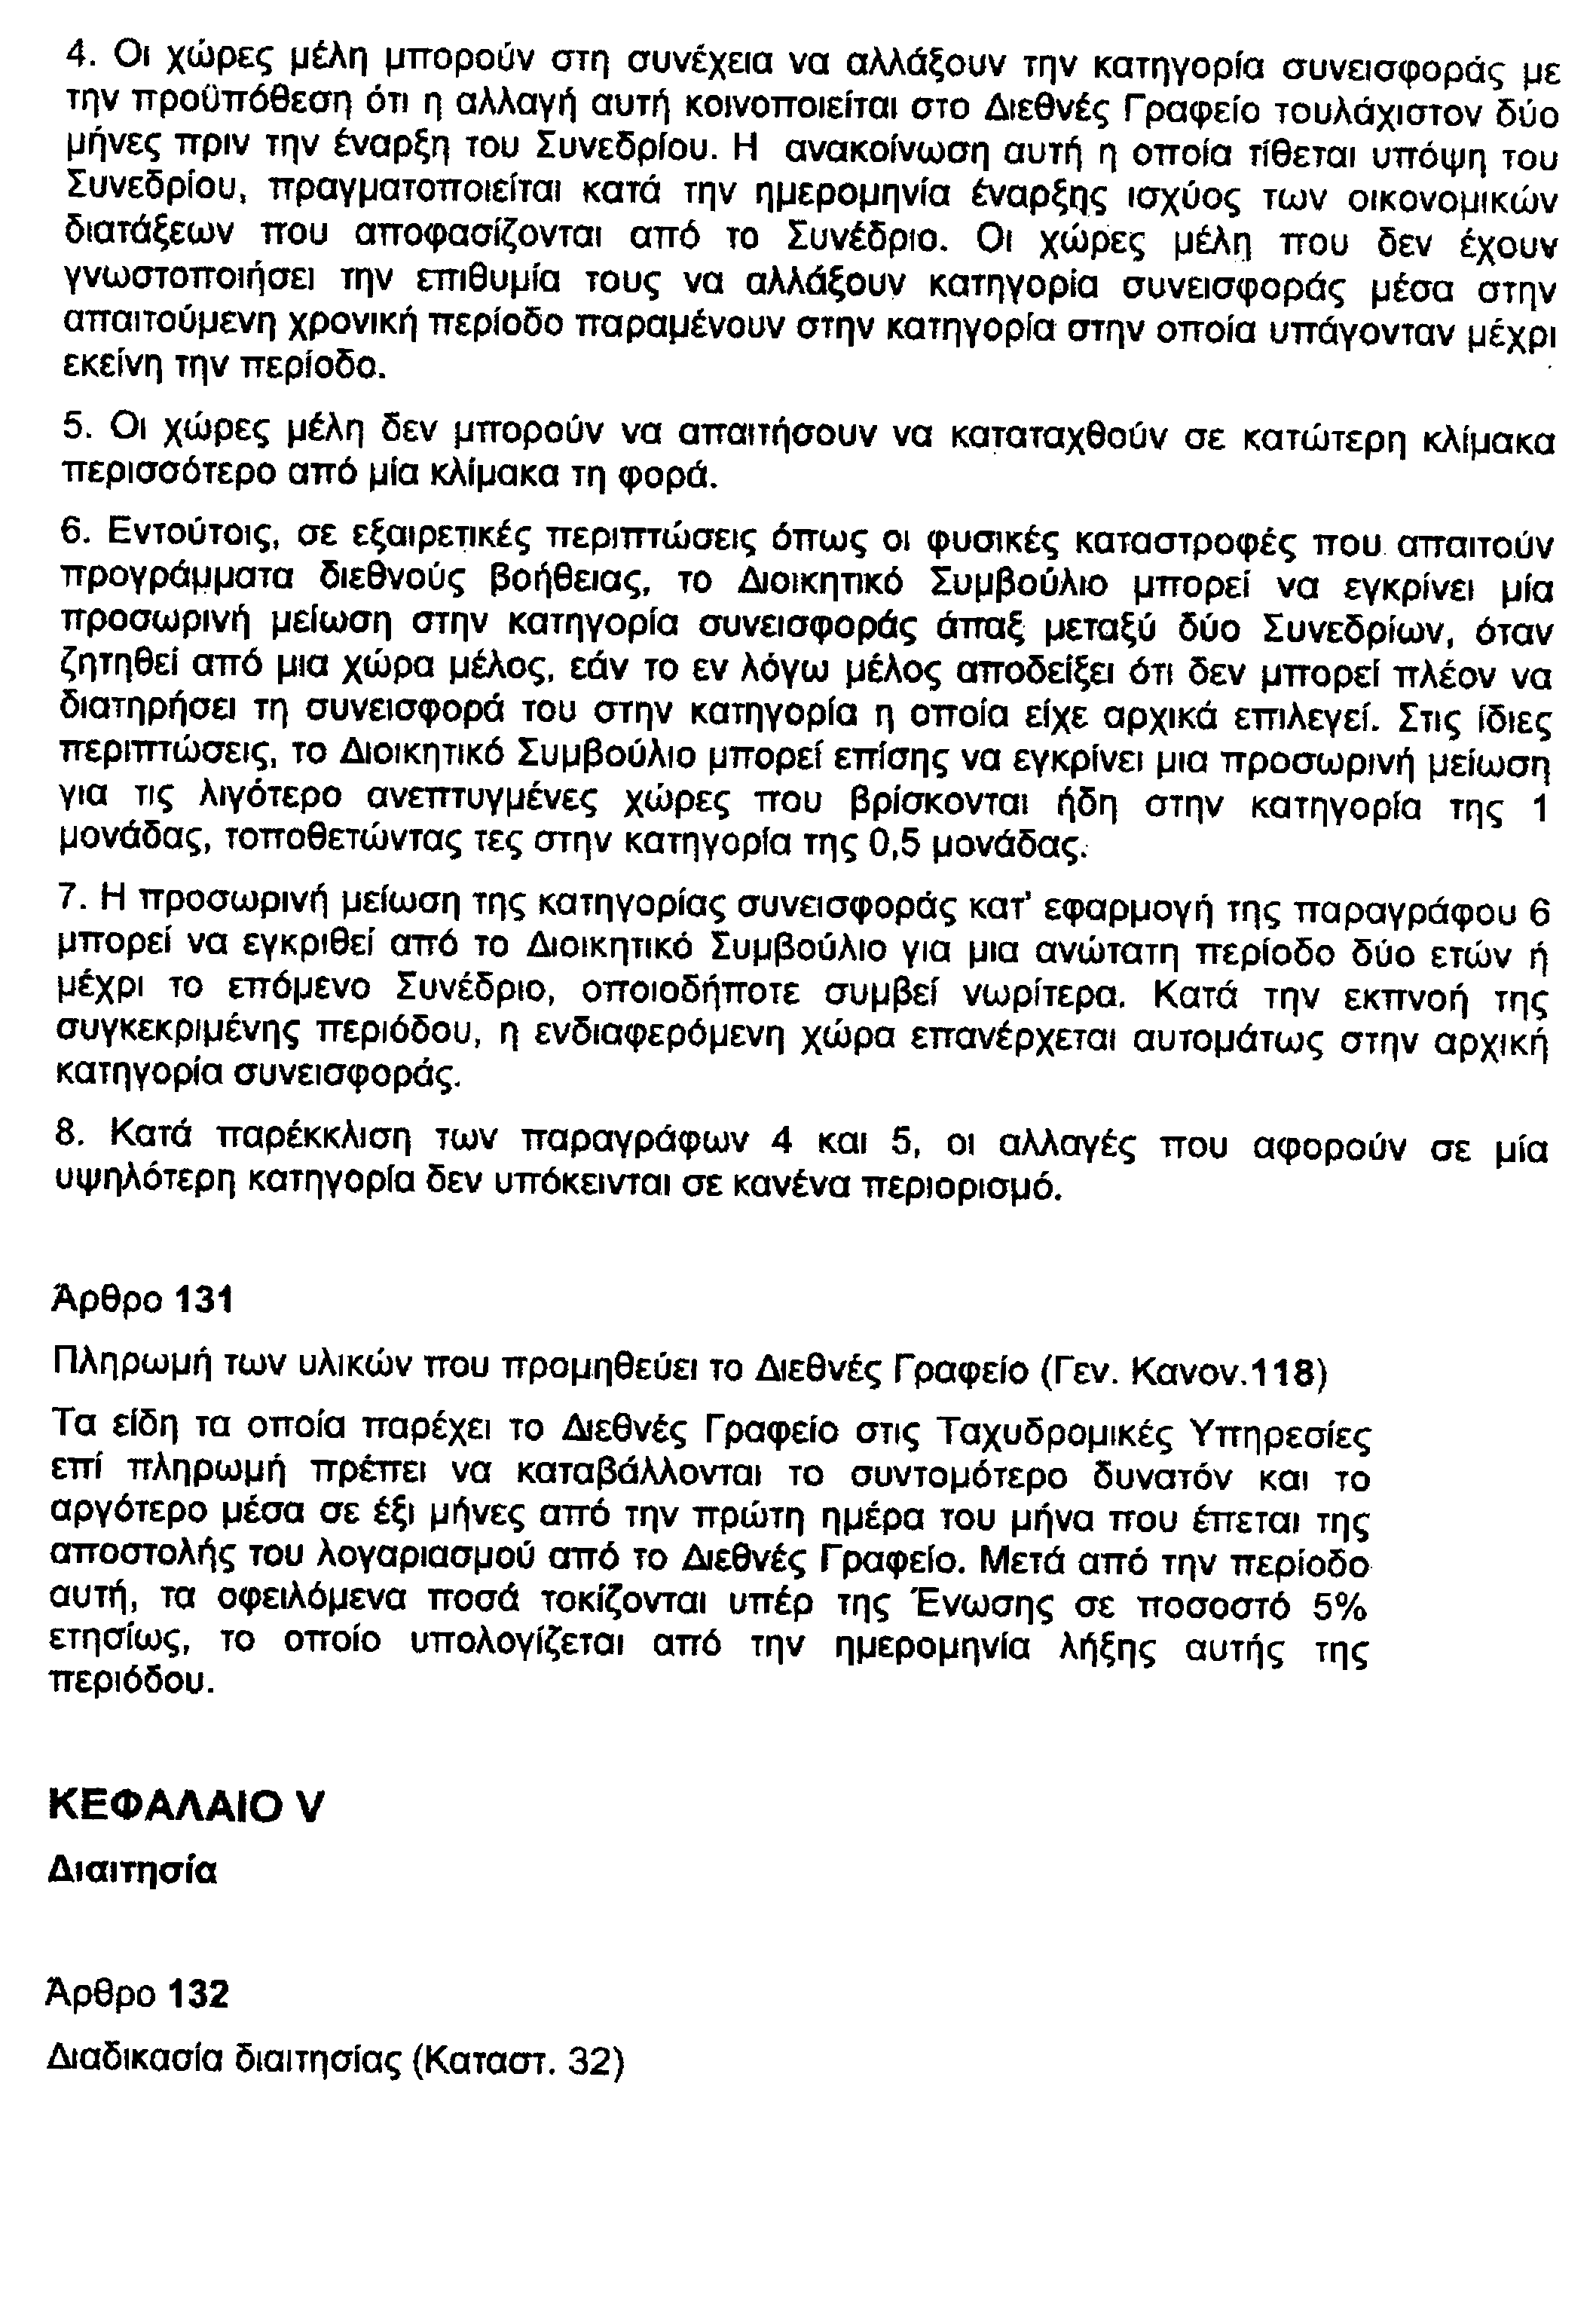 4. Οι χώρες μέλη μπορούν στη συνέχεια να αλλάξουν την κατηγορία συνεισφοράς με
την προϋπόθεση ότι η αλλαγή αυτή κοινοποιείται στο Διεθνές Γραφείο τουλάχιστον δύο
μήνες πριν την έναρξη του Συνεδρίου. Η ανακοίνωση αυτή η οποία τίθεται υπόψη του
Συνεδρίου, πραγματοποιείται κατά την ημερομηνία έναρξης ισχύος των οικονομικών
διατάξεων που αποφασίζονται από το Συνέδριο. Οι χώρες μέλη που δεν έχουν
γνωστοποιήσει την επιθυμία τους να αλλάξουν κατηγορία συνεισφοράς μέσα στην
απαιτούμενη χρονική περίοδο παραμένουν στην κατηγορία στην οποία υπάγονταν μέχρι
εκείνη την περίοδο.
5. Οι χώρες μέλη δεν μπορούν να απαιτήσουν να καταταχθούν σε κατώτερη κλίμακα
περισσότερο από μία κλίμακα τη φορά.
6. Εντούτοις, σε εξαιρετικές περιπτώσεις όπως οι φυσικές καταστροφές που απαιτούν
προγράμματα διεθνούς βοήθειας, το Διοικητικό Συμβούλιο μπορεί να εγκρίνει μία
προσωρινή μείωση στην κατηγορία συνεισφοράς άπαξ μεταξύ δύο Συνεδρίων, όταν
ζητηθεί από μια χώρα μέλος, εάν το εν λόγω μέλος αποδείξει ότι δεν μπορεί πλέον να
διατηρήσει τη συνεισφορά του στην κατηγορία η οποία είχε αρχικά επιλεγεί. Στις ίδιες
περιπτώσεις, το Διοικητικό Συμβούλιο μπορεί επίσης να εγκρίνει μια προσωρινή μείωση
για τις λιγότερο ανεπτυγμένες χώρες που βρίσκονται ήδη στην κατηγορία της 1
μονάδας, τοποθετώντας τες στην κατηγορία της 0,5 μονάδας.
7. Η προσωρινή μείωση της κατηγορίας συνεισφοράς κατ' εφαρμογή της παραγράφου 6
μπορεί να εγκριθεί από το Διοικητικό Συμβούλιο για μια ανώτατη περίοδο δύο ετών ή
μέχρι το επόμενο Συνέδριο, οποιοδήποτε συμβεί νωρίτερα. Κατά την εκπνοή της
συγκεκριμένης περιόδου, η ενδιαφερόμενη χώρα επανέρχεται αυτομάτως στην αρχική
κατηγορία συνεισφοράς.
8. Κατά παρέκκλιση των παραγράφων 4 και 5, οι αλλαγές που αφορούν σε μία
υψηλότερη κατηγορία δεν υπόκεινται σε κανένα περιορισμό.
Άρθρο 131
Πληρωμή των υλικών που προμηθεύει το Διεθνές Γραφείο (Γεν. Κανον.118)
Τα είδη τα οποία παρέχει το Διεθνές Γραφείο στις Ταχυδρομικές Υπηρεσίες
επί πληρωμή πρέπει να καταβάλλονται το συντομότερο δυνατόν και το
αργότερο μέσα σε έξι μήνες από την πρώτη ημέρα του μήνα που έπεται της
αποστολής του λογαριασμού από το Διεθνές Γραφείο. Μετά από την περίοδο
αυτή, τα οφειλόμενα ποσά τοκίζονται υπέρ της Ένωσης σε ποσοστό 5%
ετησίως, το οποίο υπολογίζεται από την ημερομηνία λήξης αυτής της
περιόδου.
ΚΕΦΑΛΑΙΟ V
Διαιτησία
Άρθρο 132
Διαδικασία διαιτησίας (Καταστ. 32)